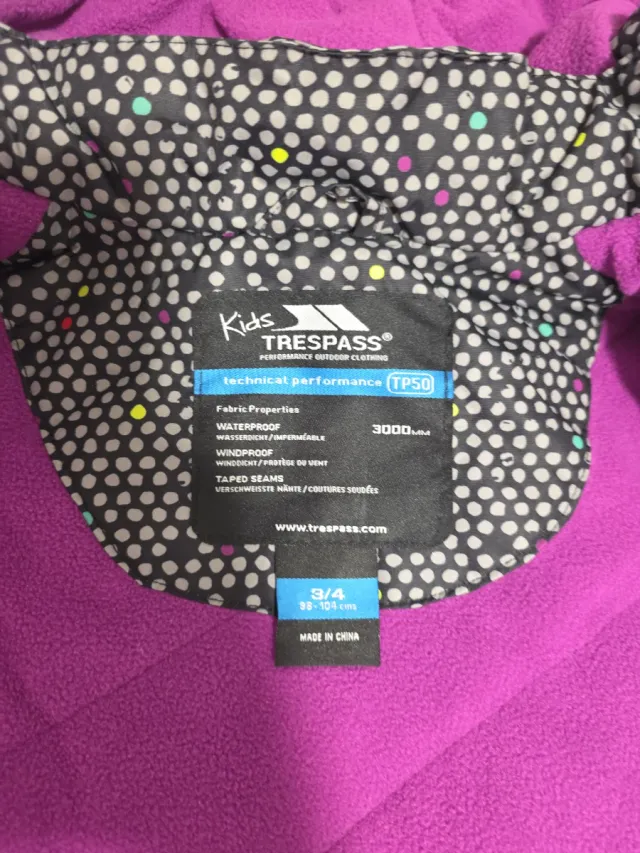 Kids
TRESPASS®
PERFORMANCE OUTDOOR CLOTHING
technical performance TP50
Fabric Properties
WATERPROOF 3000MM
WASSERDICHT/IMPERMÉABLE
WINDPROOF
WINDDICHT/PROTÈGE DU VENT
TAPED SEAMS
VERSCHWEISSTE NÄHTE/COUTURES SOUDÉES
www.trespass.com
3/4
98-104 cms
MADE IN CHINA